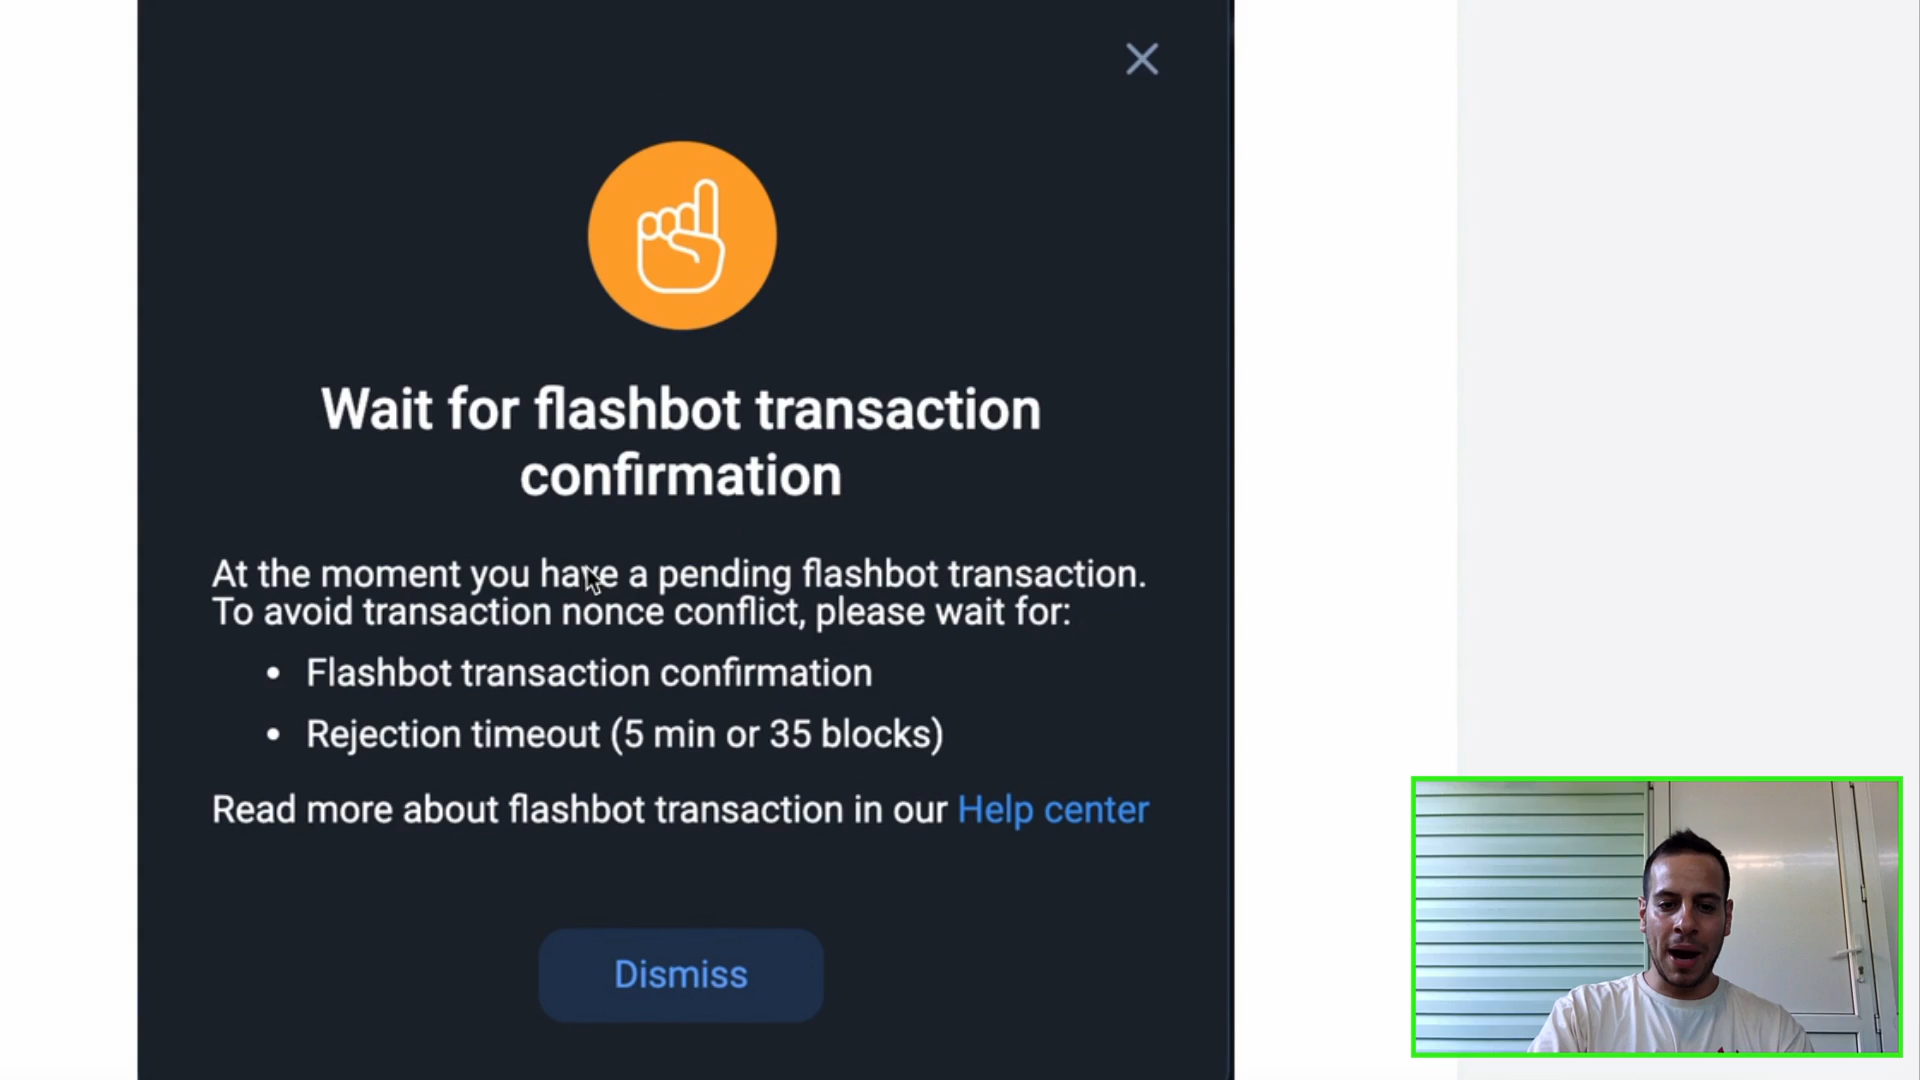 Wait for flashbot transaction
confirmation
At the moment you have a pending flashbot transaction.
To avoid transaction nonce conflict, please wait for:
• Flashbot transaction confirmation
• Rejection timeout (5 min or 35 blocks)
Read more about flashbot transaction in our Help center
Dismiss